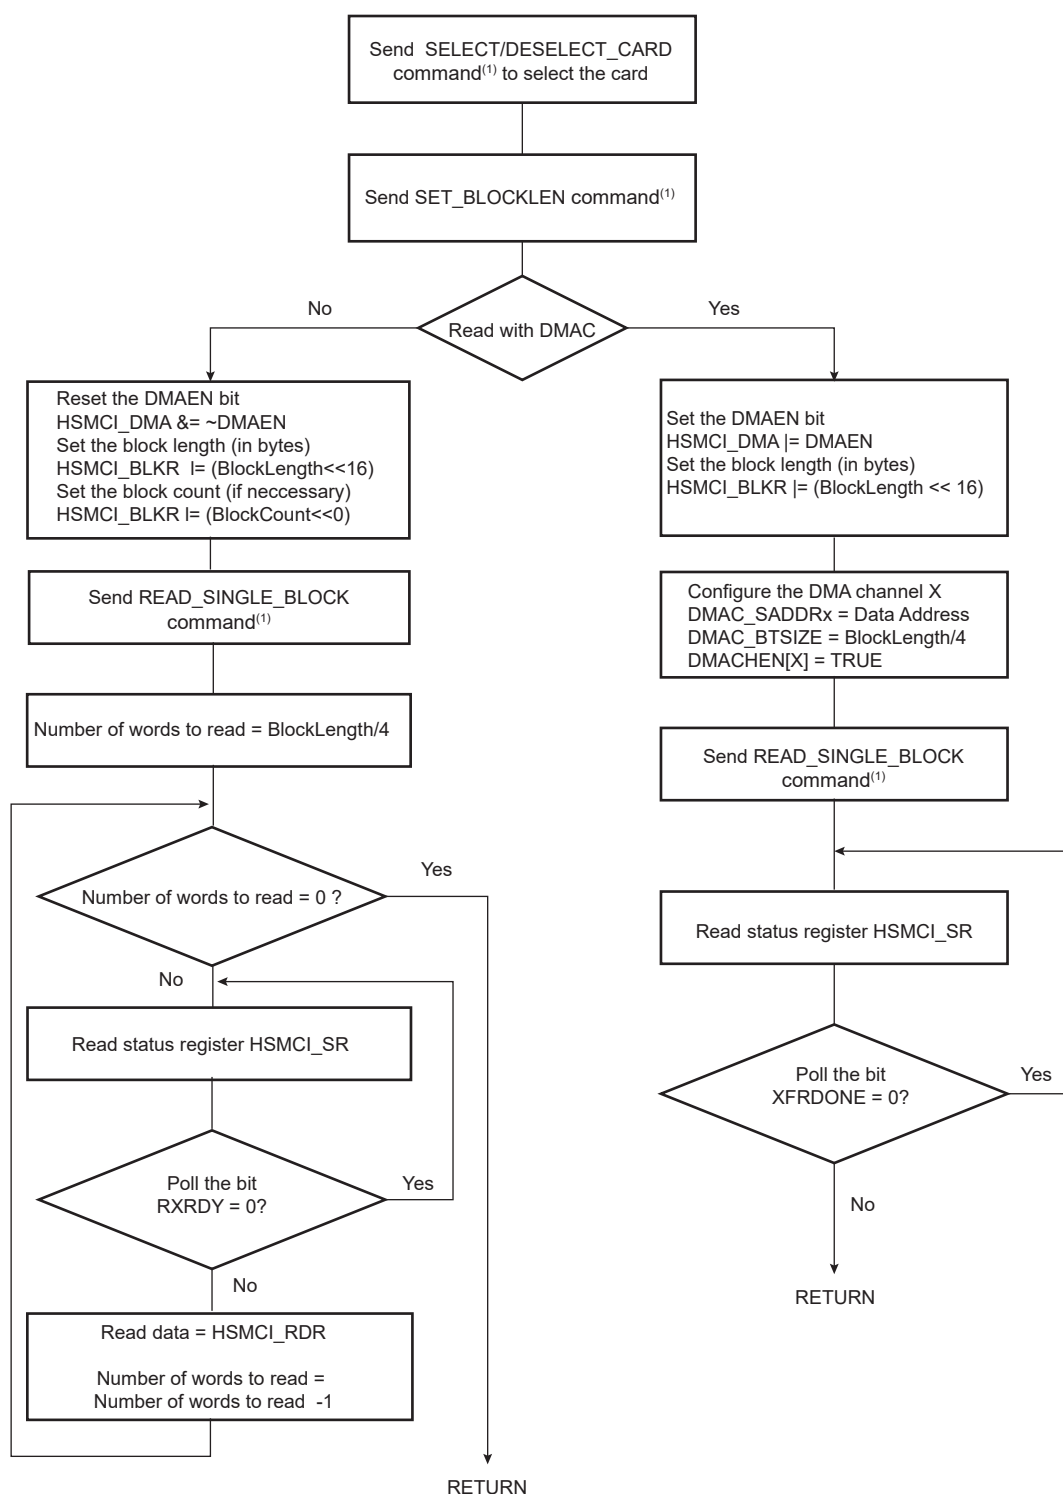 Send  SELECT/DESELECT_CARD
command(1) to select the card
Send SET_BLOCKLEN command(1)
No
Yes
Read with DMAC
Reset the DMAEN bit
HSMCI_DMA &= ~DMAEN
Set the block length (in bytes)
HSMCI_BLKR  l= (BlockLength<<16)
Set the block count (if neccessary)
HSMCI_BLKR l= (BlockCount<<0)
Send READ_SINGLE_BLOCK
command(1)
Number of words to read = BlockLength/4
Number of words to read = 0 ?
Yes
No
Read status register HSMCI_SR
Poll the bit
RXRDY = 0?
Yes
No
Read data = HSMCI_RDR
Number of words to read =
Number of words to read  -1
RETURN
Set the DMAEN bit
HSMCI_DMA |= DMAEN
Set the block length (in bytes)
HSMCI_BLKR |= (BlockLength << 16)
Configure the DMA channel X
DMAC_SADDRx = Data Address
DMAC_BTSIZE = BlockLength/4
DMACHEN[X] = TRUE
Send READ_SINGLE_BLOCK
command(1)
Read status register HSMCI_SR
Poll the bit
XFRDONE = 0?
Yes
No
RETURN